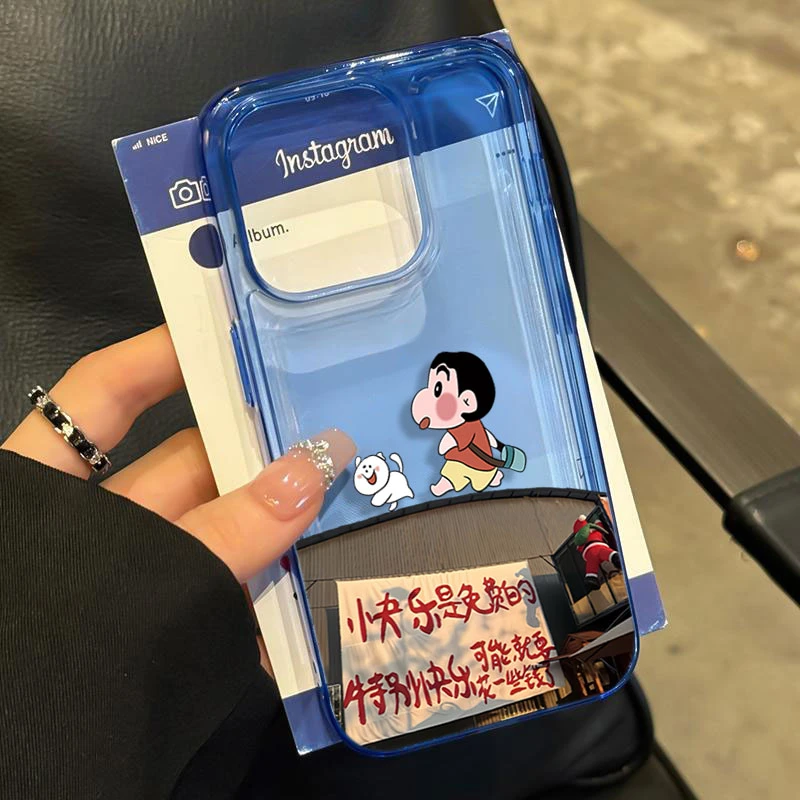 NICE
Instagram
Album.
小快乐是免费的
特别快乐可能就要
花一些钱了